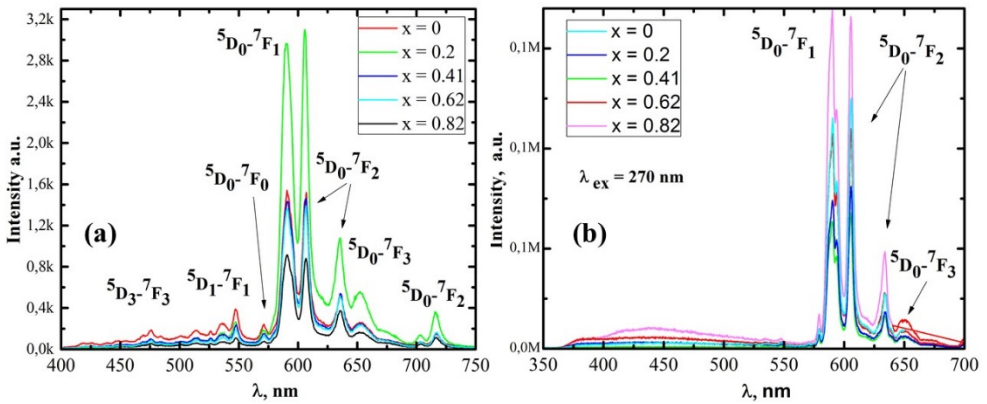 3,2k
2,8k
2,4k
2,0k
1,6k
1,2k
0,8k
0,4k
0,0k
Intensity a.u.
400 450 500 550 600 650 700 750
λ, nm
(a)
⁵D₀-⁷F₁
x = 0
x = 0.2
x = 0.41
x = 0.62
x = 0.82
⁵D₀-⁷F₀
⁵D₀-⁷F₂
⁵D₃-⁷F₃
⁵D₁-⁷F₁
⁵D₀-⁷F₃
⁵D₀-⁷F₂
0,1M
0,1M
0,1M
0,0M
Intensity, a.u.
350 400 450 500 550 600 650 700
λ, nm
(b)
x = 0
x = 0.2
x = 0.41
x = 0.62
x = 0.82
λ ex = 270 nm
⁵D₀-⁷F₁
⁵D₀-⁷F₂
⁵D₀-⁷F₃